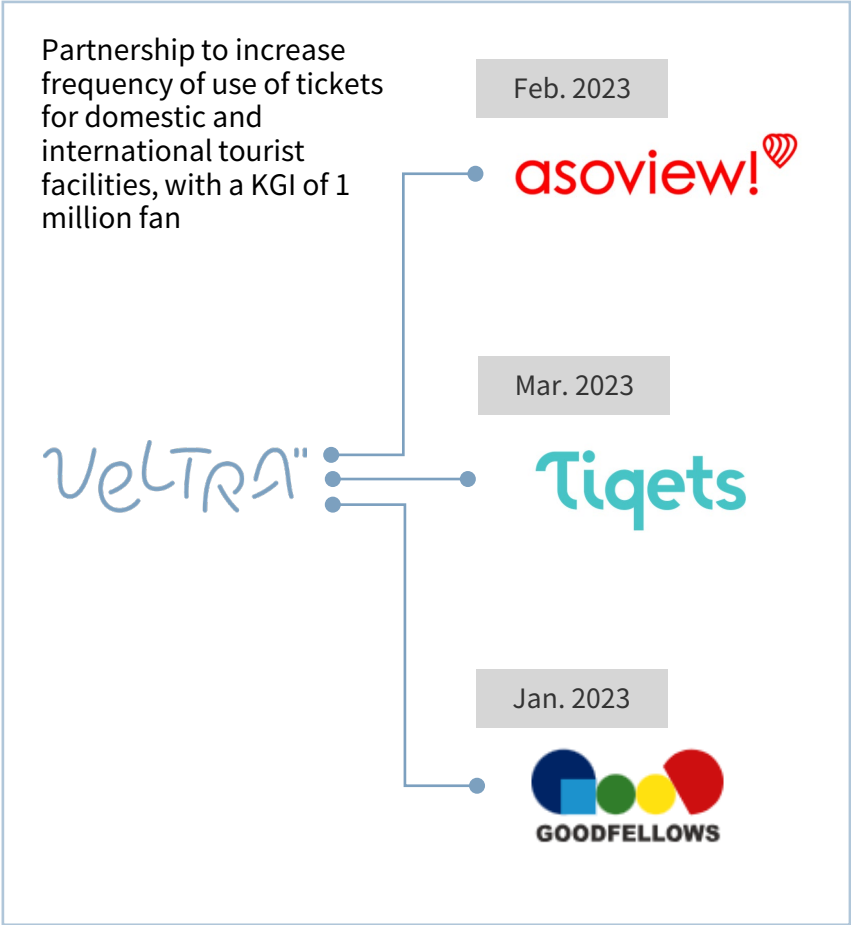 Partnership to increase
frequency of use of tickets
for domestic and
international tourist
facilities, with a KGI of 1
million fan
Feb. 2023
asoview!
Mar. 2023
VeLTRA
Tiqets
Jan. 2023
GOOD
GOODFELLOWS